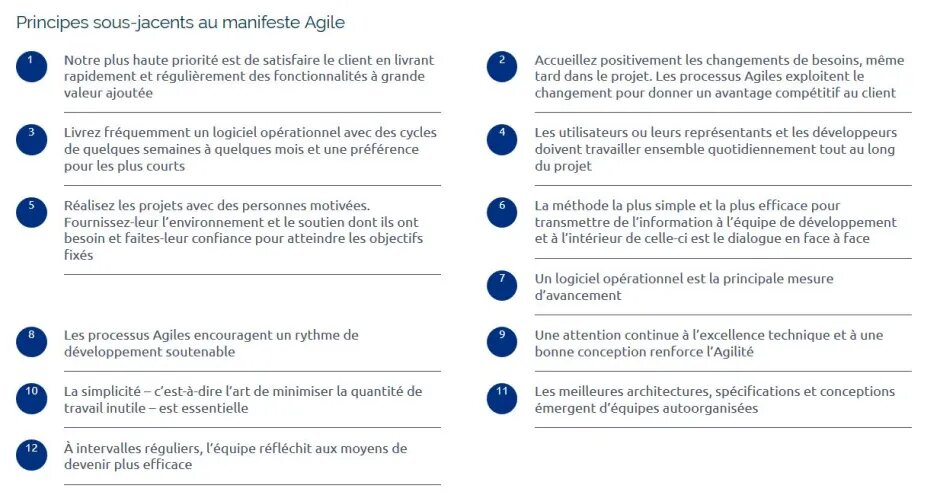 Principes sous-jacents au manifeste Agile
1
Notre plus haute priorité est de satisfaire le client en livrant
rapidement et régulièrement des fonctionnalités à grande
valeur ajoutée
2
Accueillez positivement les changements de besoins, même
tard dans le projet. Les processus Agiles exploitent le
changement pour donner un avantage compétitif au client
3
Livrez fréquemment un logiciel opérationnel avec des cycles
de quelques semaines à quelques mois et une préférence
pour les plus courts
4
Les utilisateurs ou leurs représentants et les développeurs
doivent travailler ensemble quotidiennement tout au long
du projet
5
Réalisez les projets avec des personnes motivées.
Fournissez-leur l’environnement et le soutien dont ils ont
besoin et faites-leur confiance pour atteindre les objectifs
fixés
6
La méthode la plus simple et la plus efficace pour
transmettre de l’information à l’équipe de développement
et à l’intérieur de celle-ci est le dialogue en face à face
7
Un logiciel opérationnel est la principale mesure
d’avancement
8
Les processus Agiles encouragent un rythme de
développement soutenable
9
Une attention continue à l’excellence technique et à une
bonne conception renforce l’Agilité
10
La simplicité – c’est-à-dire l’art de minimiser la quantité de
travail inutile – est essentielle
11
Les meilleures architectures, spécifications et conceptions
émergent d’équipes autoorganisées
12
À intervalles réguliers, l’équipe réfléchit aux moyens de
devenir plus efficace